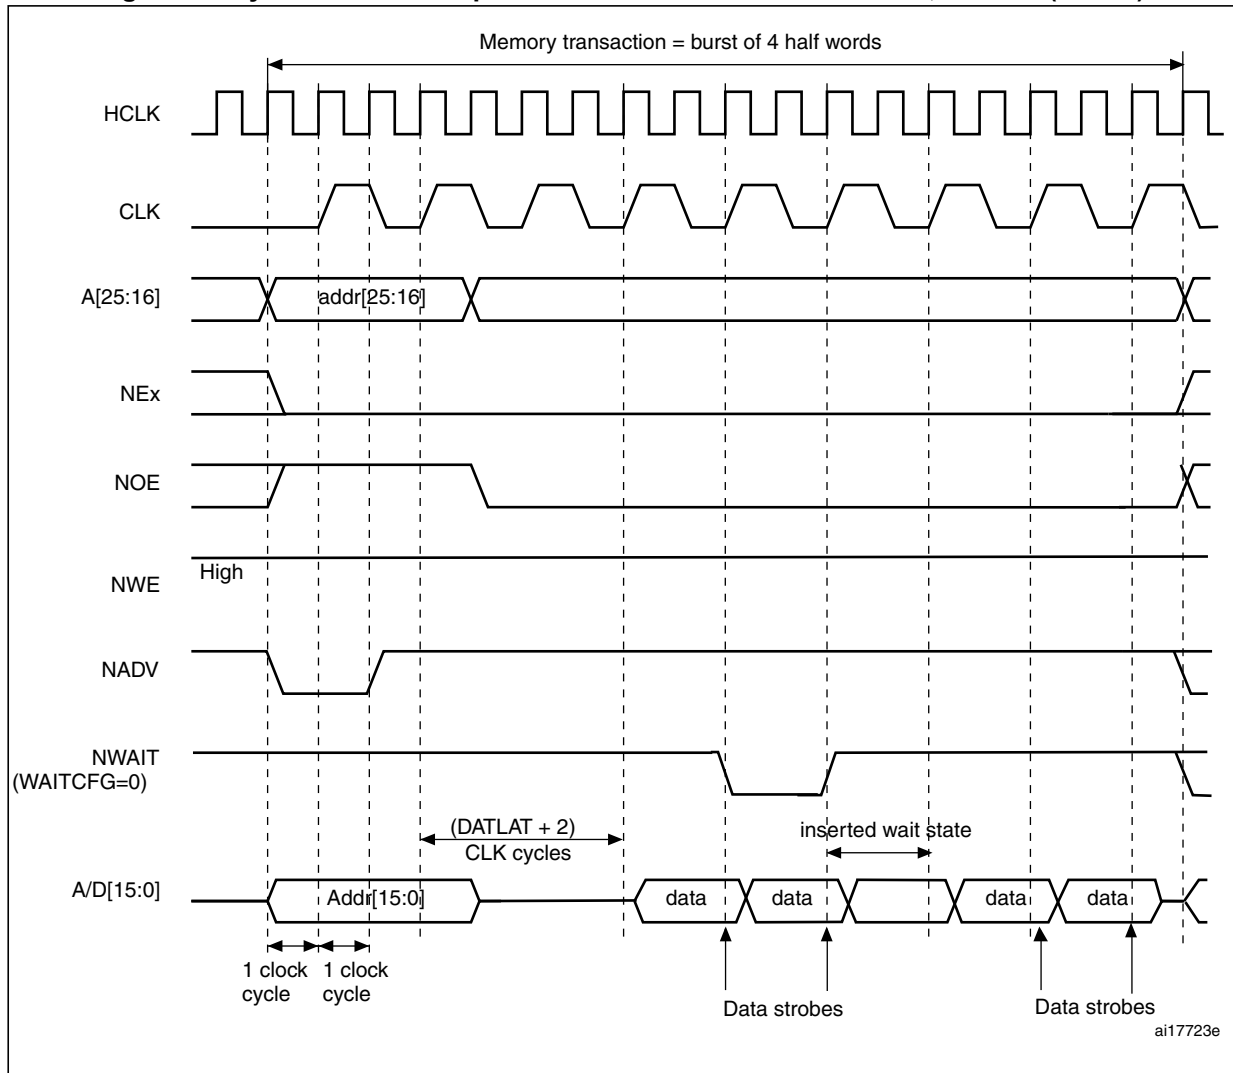 Memory transaction = burst of 4 half words
HCLK
CLK
A[25:16]
addr[25:16]
NEx
NOE
High
NWE
NADV
NWAIT
(WAITCFG=0)
(DATLAT + 2)
CLK cycles
inserted wait state
A/D[15:0]
Addr[15:0]
data
data
data
data
1 clock
cycle
1 clock
cycle
Data strobes
Data strobes
ai17723e